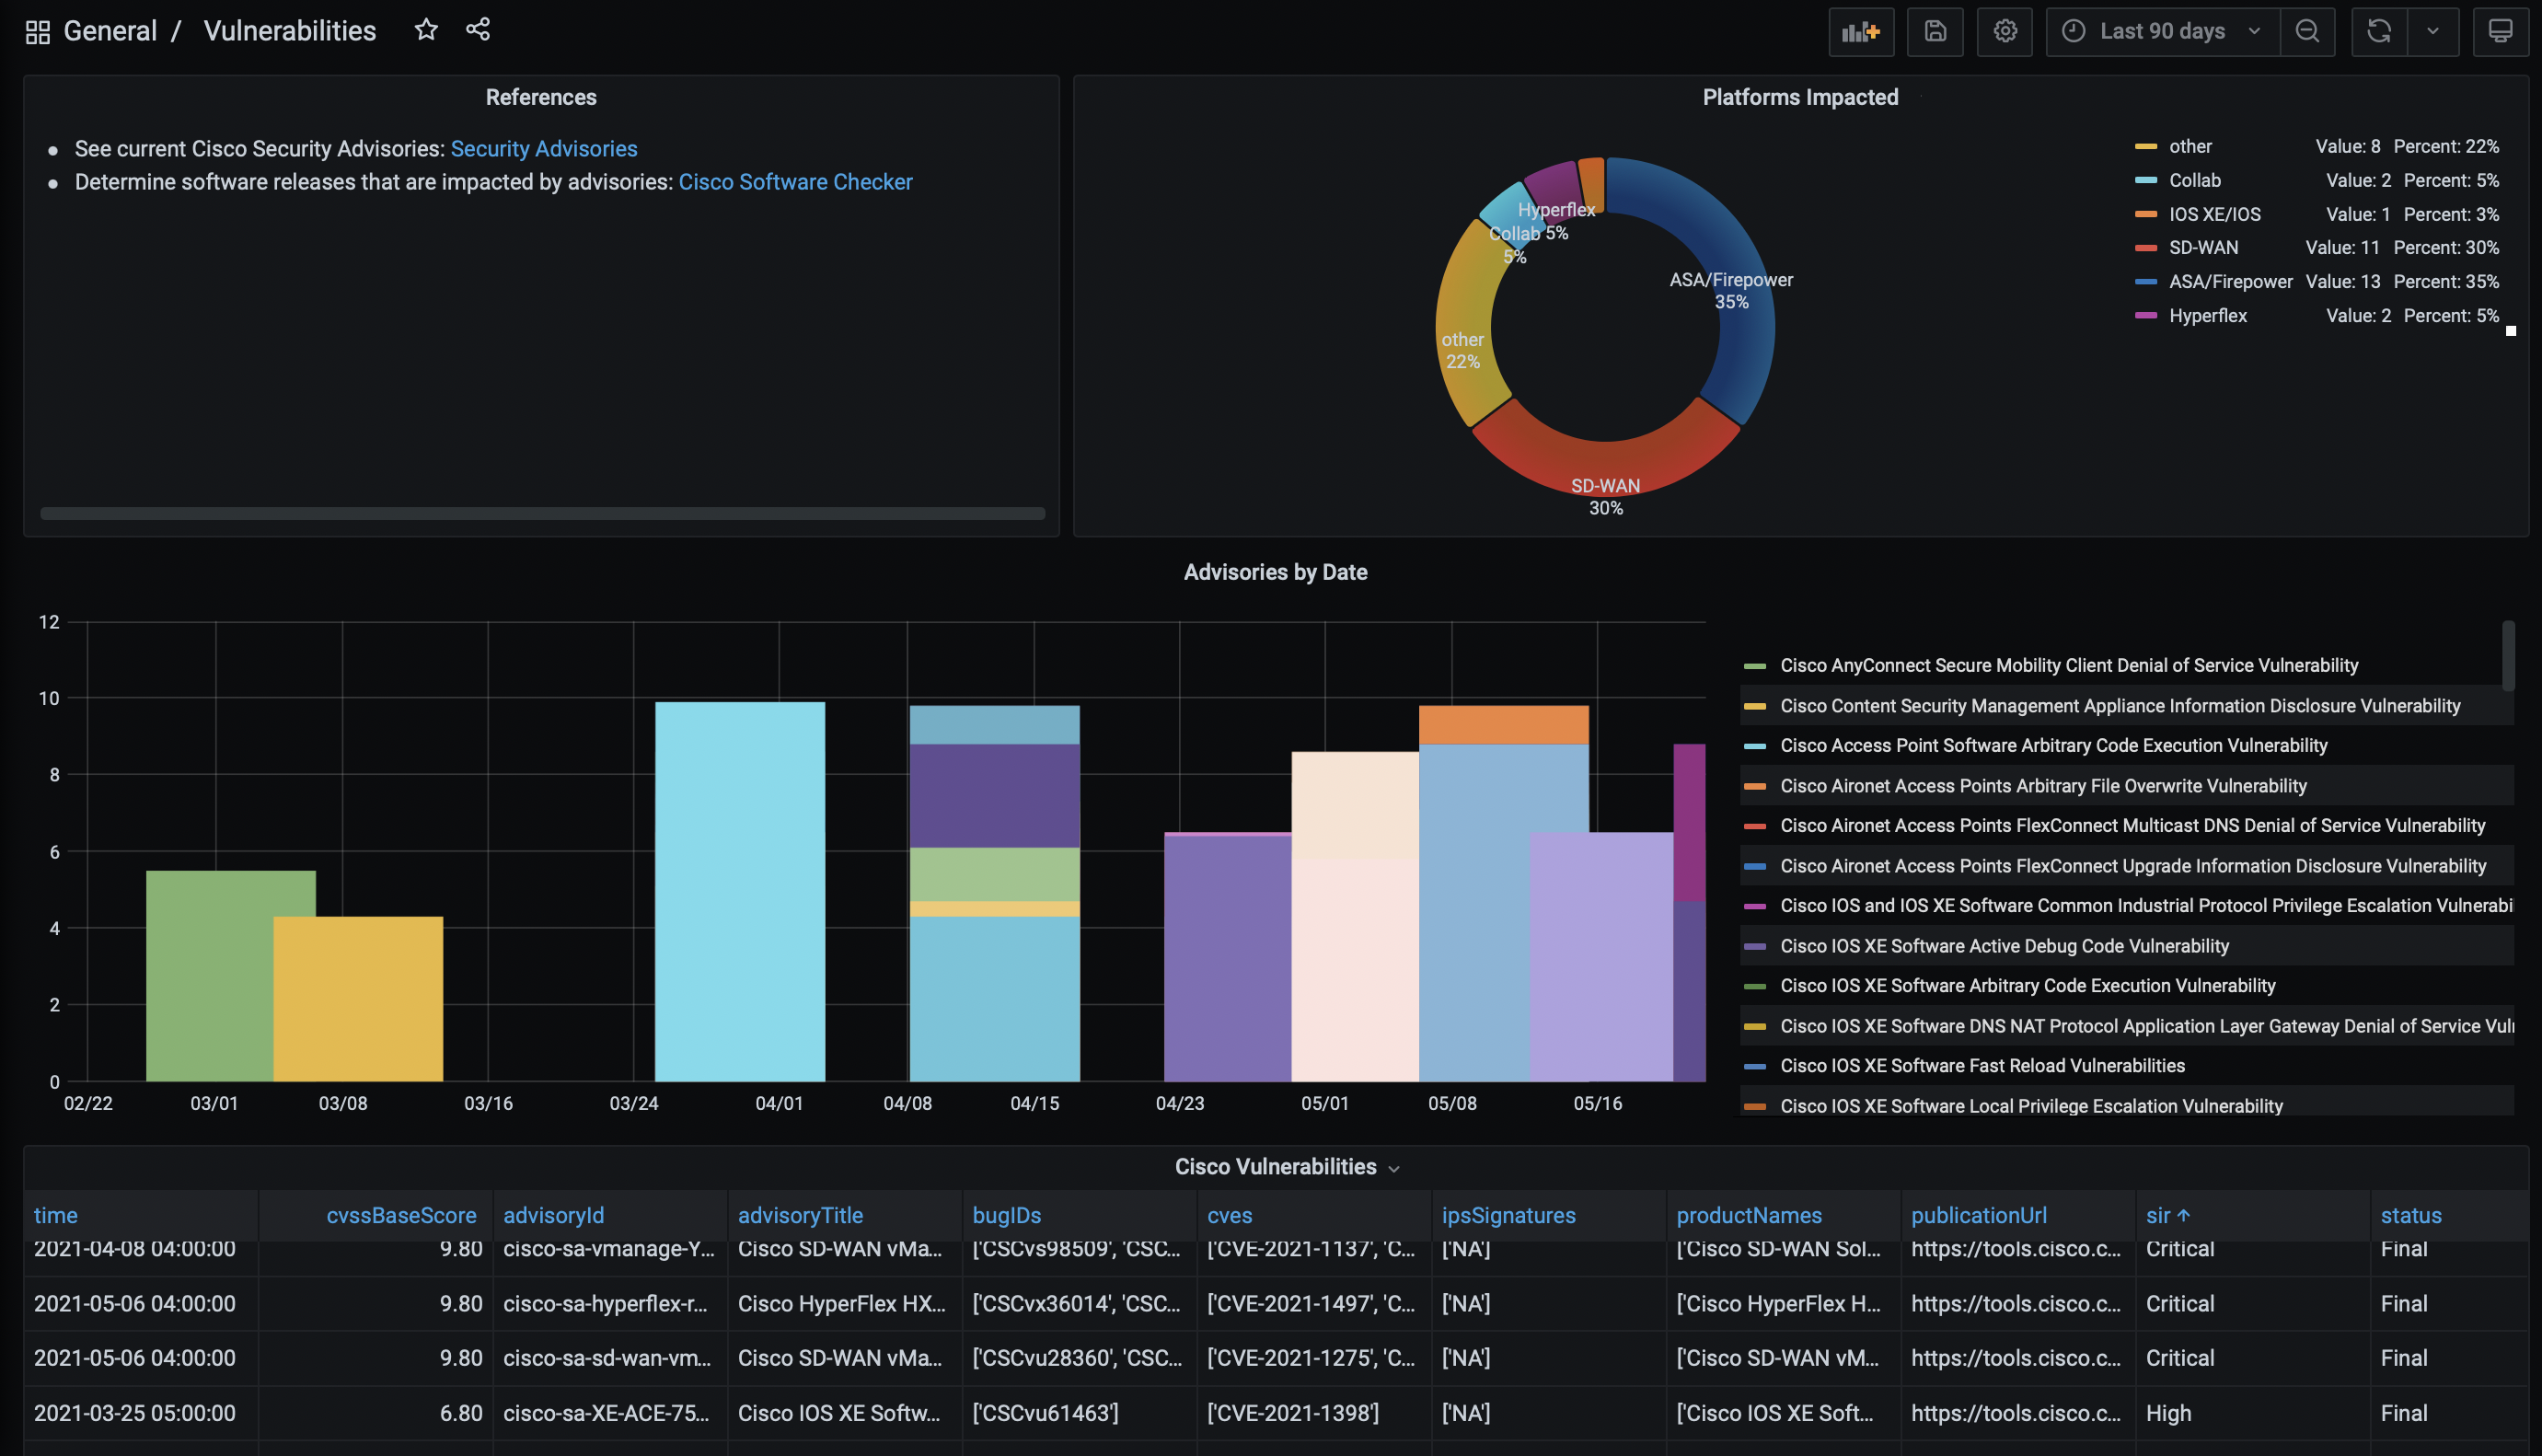 General / Vulnerabilities
Last 90 days
References
See current Cisco Security Advisories: Security Advisories
Determine software releases that are impacted by advisories: Cisco Software Checker
Platforms Impacted
Hyperflex
5%
Collab
5%
ASA/Firepower
35%
other
22%
SD-WAN
30%
other Value: 8 Percent: 22%
Collab Value: 2 Percent: 5%
IOS XE/IOS Value: 1 Percent: 3%
SD-WAN Value: 11 Percent: 30%
ASA/Firepower Value: 13 Percent: 35%
Hyperflex Value: 2 Percent: 5%
Advisories by Date
12
10
8
6
4
2
0
02/22 03/01 03/08 03/16 03/24 04/01 04/08 04/15 04/23 05/01 05/08 05/16
Cisco AnyConnect Secure Mobility Client Denial of Service Vulnerability
Cisco Content Security Management Appliance Information Disclosure Vulnerability
Cisco Access Point Software Arbitrary Code Execution Vulnerability
Cisco Aironet Access Points Arbitrary File Overwrite Vulnerability
Cisco Aironet Access Points FlexConnect Multicast DNS Denial of Service Vulnerability
Cisco Aironet Access Points FlexConnect Upgrade Information Disclosure Vulnerability
Cisco IOS and IOS XE Software Common Industrial Protocol Privilege Escalation Vulnerabi
Cisco IOS XE Software Active Debug Code Vulnerability
Cisco IOS XE Software Arbitrary Code Execution Vulnerability
Cisco IOS XE Software DNS NAT Protocol Application Layer Gateway Denial of Service Vuln
Cisco IOS XE Software Fast Reload Vulnerabilities
Cisco IOS XE Software Local Privilege Escalation Vulnerability
Cisco Vulnerabilities
time cvssBaseScore advisoryId advisoryTitle bugIDs cves ipsSignatures productNames publicationUrl sir ↑ status
2021-04-08 04:00:00 9.80 cisco-sa-vmanage-Y... Cisco SD-WAN vMa... ['CSCvs98509', 'CSC... ['CVE-2021-1137', 'C... ['NA'] ['Cisco SD-WAN Sol... https://tools.cisco.c... Critical Final
2021-05-06 04:00:00 9.80 cisco-sa-hyperflex-r... Cisco HyperFlex HX... ['CSCvx36014', 'CSC... ['CVE-2021-1497', 'C... ['NA'] ['Cisco HyperFlex H... https://tools.cisco.c... Critical Final
2021-05-06 04:00:00 9.80 cisco-sa-sd-wan-vm... Cisco SD-WAN vMa... ['CSCvu28360', 'CSC... ['CVE-2021-1275', 'C... ['NA'] ['Cisco SD-WAN vM... https://tools.cisco.c... Critical Final
2021-03-25 05:00:00 6.80 cisco-sa-XE-ACE-75... Cisco IOS XE Softw... ['CSCvu61463'] ['CVE-2021-1398'] ['NA'] ['Cisco IOS XE Soft... https://tools.cisco.c... High Final